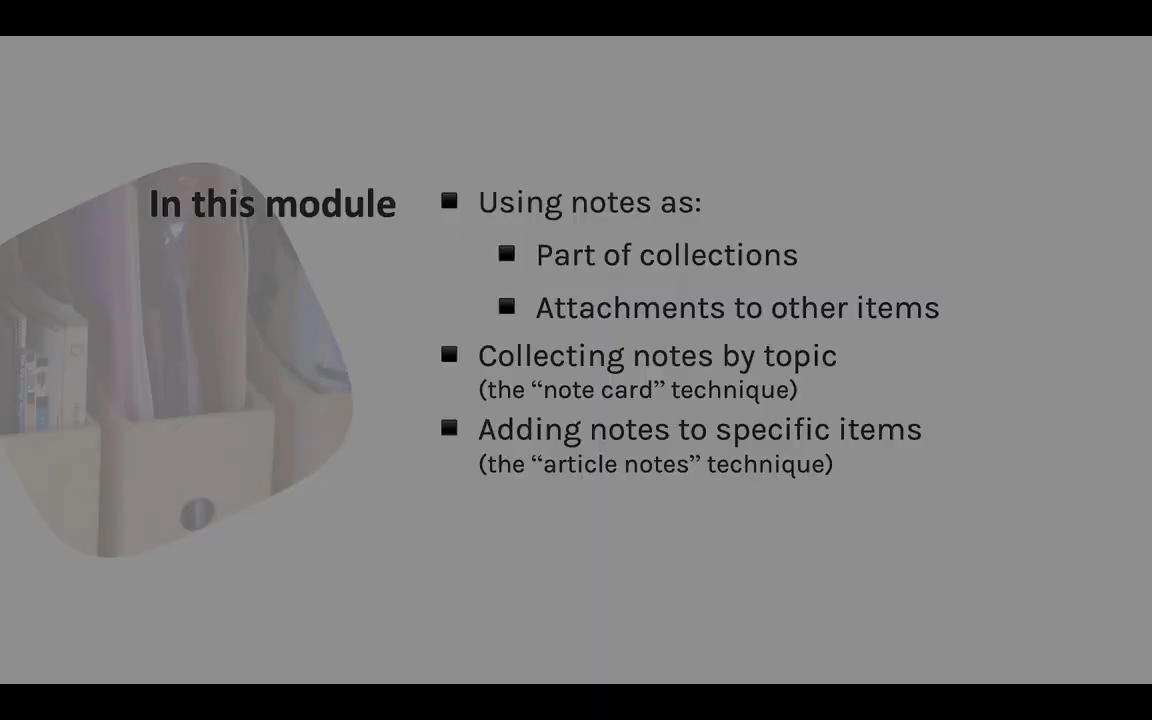 In this module
Using notes as:
Part of collections
Attachments to other items
Collecting notes by topic
(the “note card” technique)
Adding notes to specific items
(the “article notes” technique)